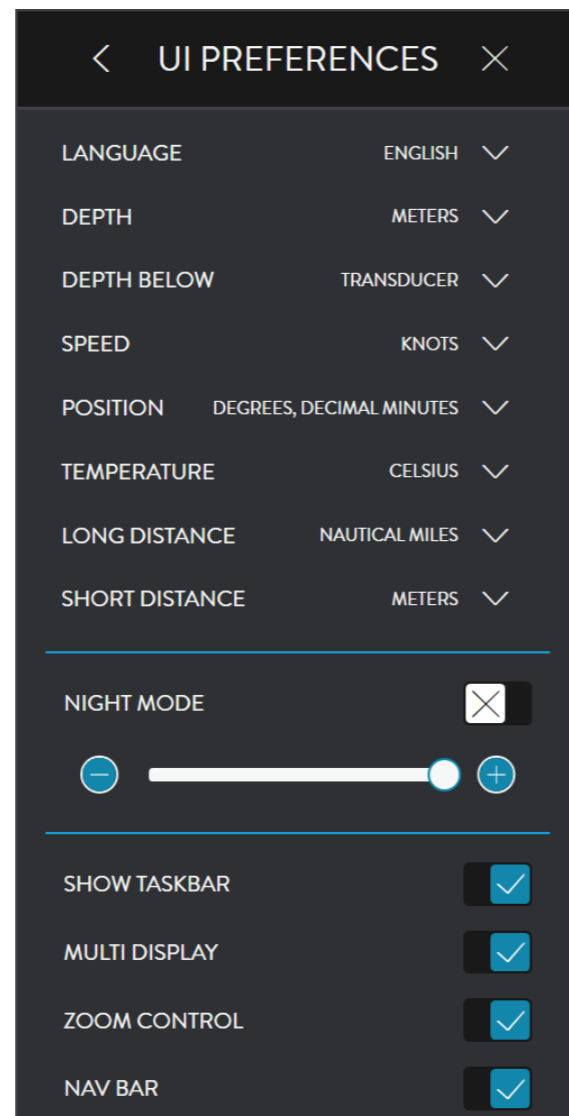 UI PREFERENCES
LANGUAGE ENGLISH
DEPTH METERS
DEPTH BELOW TRANSDUCER
SPEED KNOTS
POSITION DEGREES, DECIMAL MINUTES
TEMPERATURE CELSIUS
LONG DISTANCE NAUTICAL MILES
SHORT DISTANCE METERS
NIGHT MODE
SHOW TASKBAR
MULTI DISPLAY
ZOOM CONTROL
NAV BAR